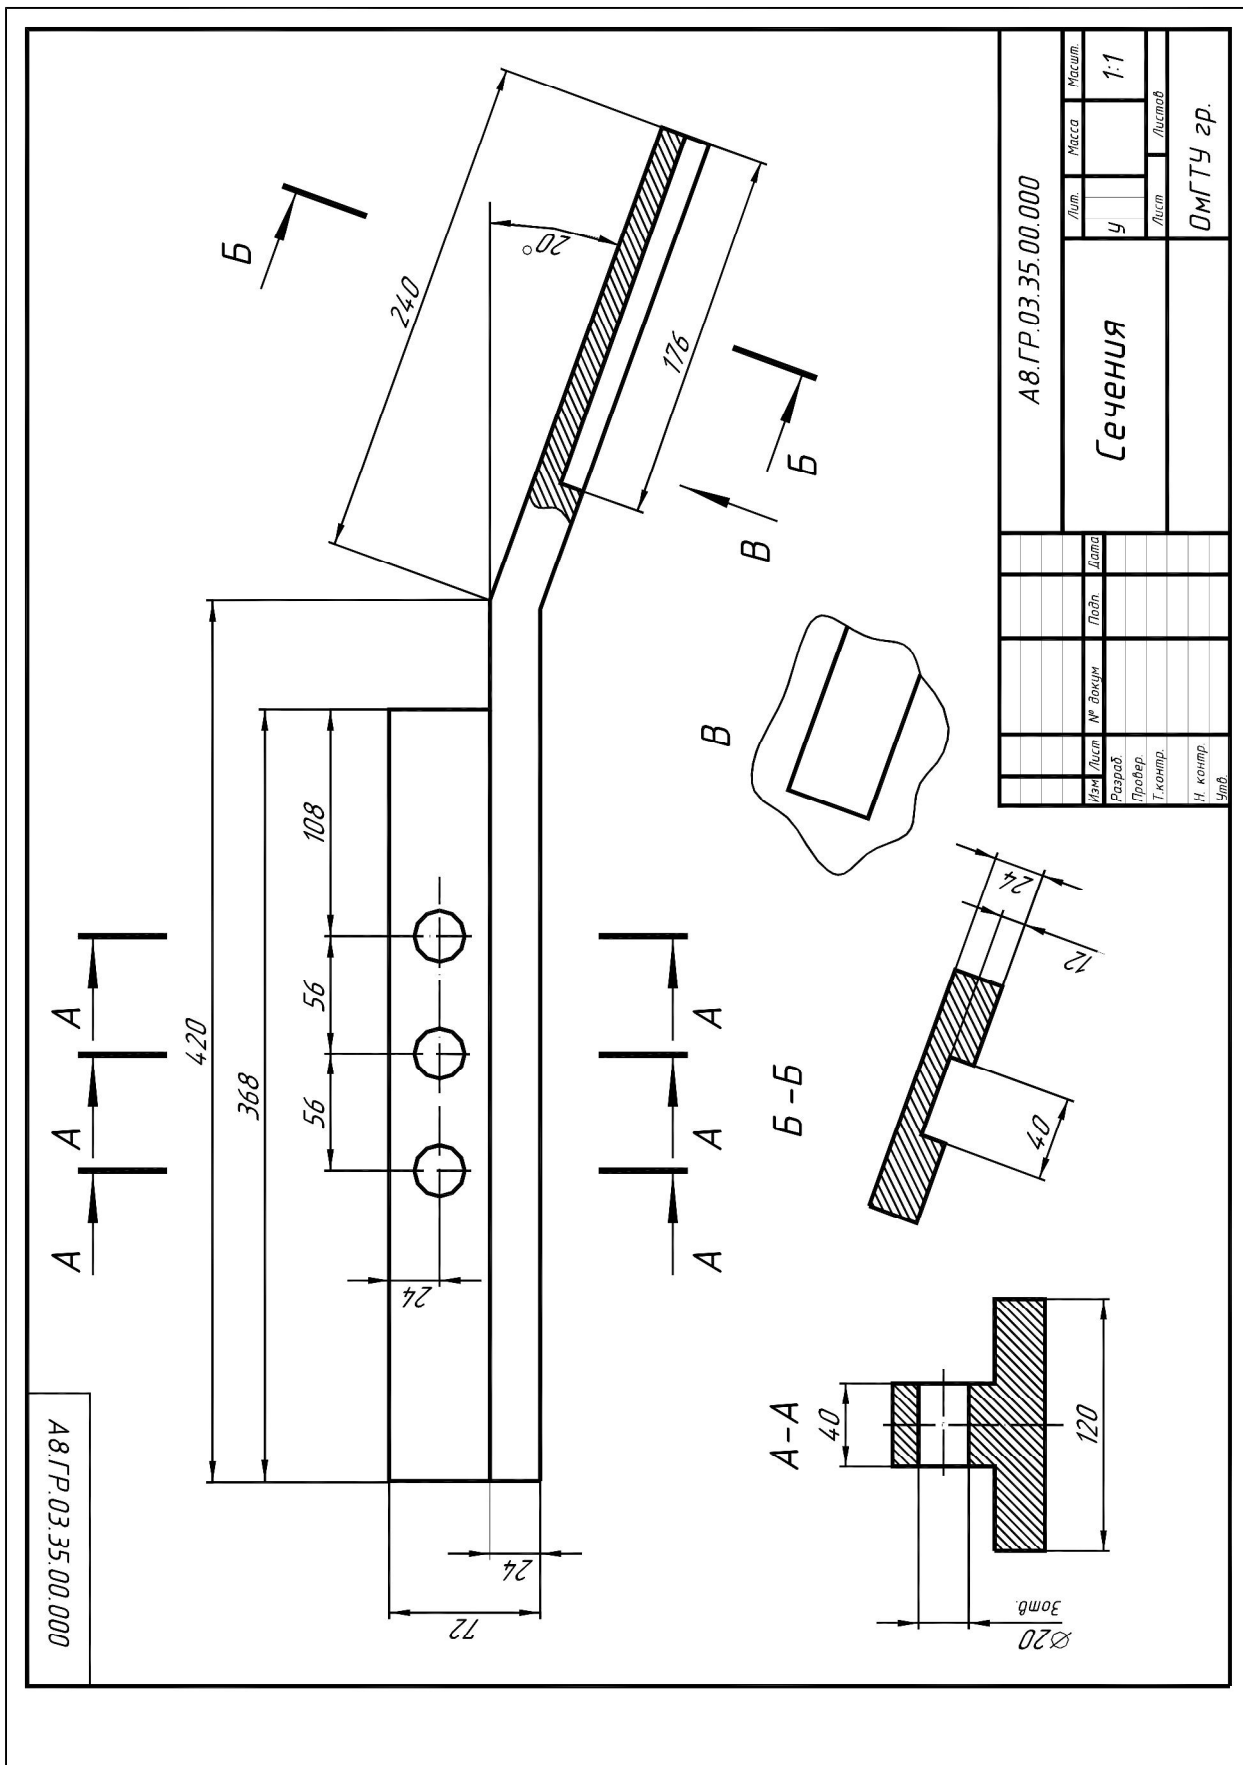 А8.ГР.03.35.00.000
72
24
24
420
368
56
56
108
240
176
20°
А
А
А
А
А
А
Б
Б
В
В
А-А
40
120
Ø20
3отв.
Б-Б
40
24
12
А8.ГР.03.35.00.000
Сечения
Лит.
Масса
Масшт.
У
1:1
Лист
Листов
ОмГТУ гр.
Изм
Лист
№ докум
Подп.
Дата
Разраб.
Провер.
Т.контр.
Н. контр.
Утв.